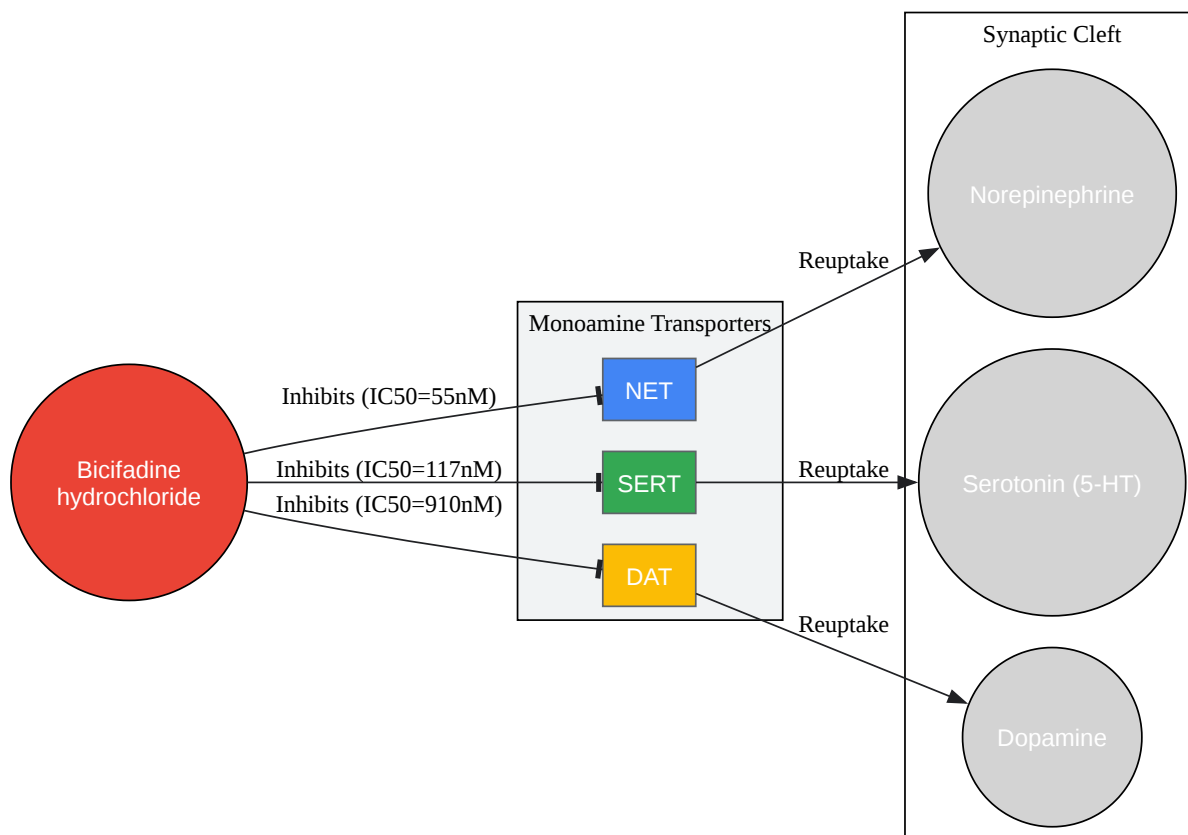 Synaptic Cleft
Norepinephrine
Reuptake
Monoamine Transporters
NET
Inhibits (IC50=55nM)
Bicifadine
hydrochloride
Inhibits (IC50=117nM)
SERT
Reuptake
Serotonin (5-HT)
Inhibits (IC50=910nM)
DAT
Reuptake
Dopamine